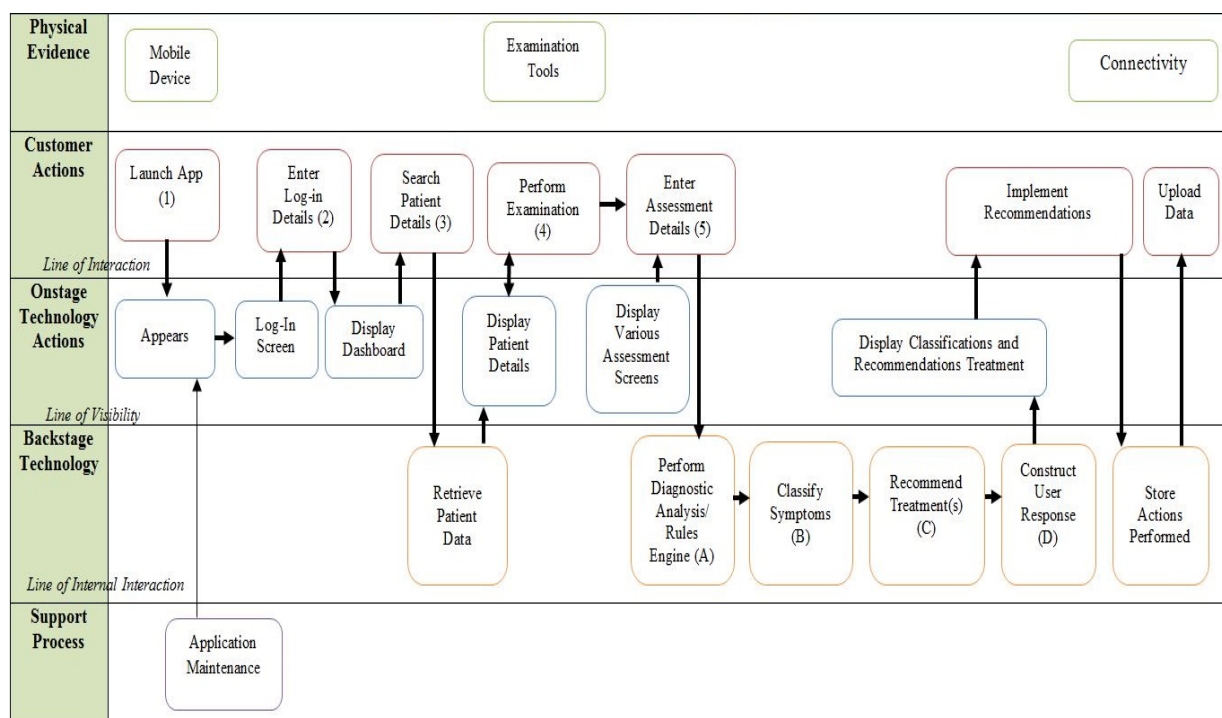 Physical
Evidence
Mobile
Device
Examination
Tools
Connectivity
Customer
Actions
Launch App
(1)
Enter
Log-in
Details (2)
Search
Patient
Details (3)
Perform
Examination
(4)
Enter
Assessment
Details (5)
Implement
Recommendations
Upload
Data
Line of Interaction
Onstage
Technology
Actions
Appears
Log-In
Screen
Display
Dashboard
Display
Patient
Details
Display
Various
Assessment
Screens
Display Classifications and
Recommendations Treatment
Line of Visibility
Backstage
Technology
Retrieve
Patient
Data
Perform
Diagnostic
Analysis/
Rules
Engine (A)
Classify
Symptoms
(B)
Recommend
Treatment(s)
(C)
Construct
User
Response
(D)
Store
Actions
Performed
Line of Internal Interaction
Support
Process
Application
Maintenance